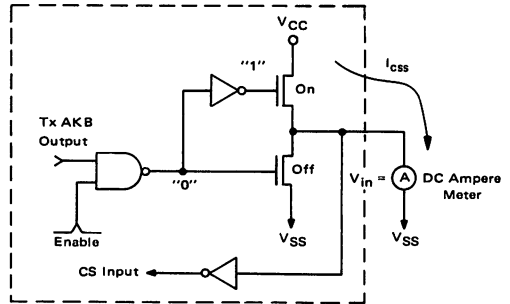 VCC
"1"
ICSS
On
Tx AKB
Output
Off
"0"
Vin =
A
DC Ampere
Meter
Enable
VSS
VSS
CS Input